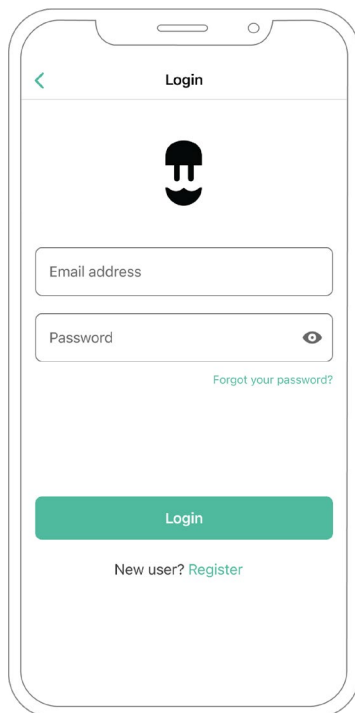 Login
Email address
Password
Forgot your password?
Login
New user? Register